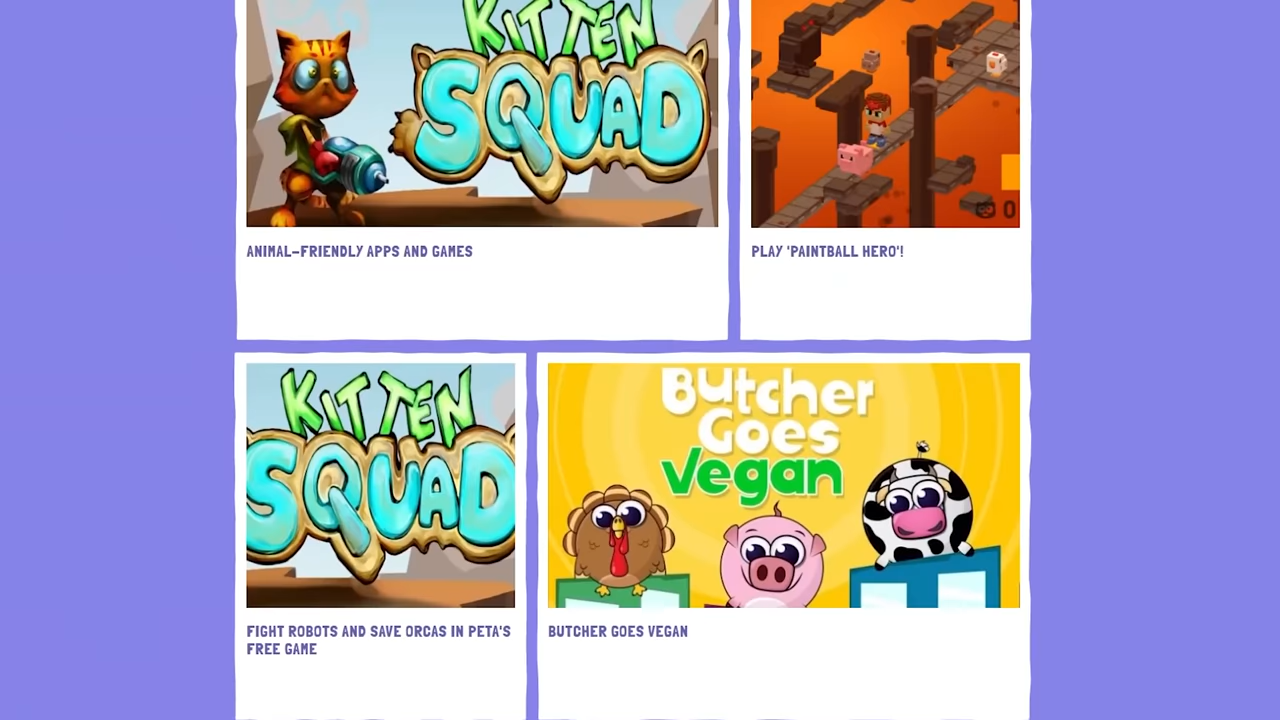 KITTEN
SQUAD
0
ANIMAL-FRIENDLY APPS AND GAMES
PLAY 'PAINTBALL HERO'!
KITTEN
SQUAD
Butcher
Goes
Vegan
FIGHT ROBOTS AND SAVE ORCAS IN PETA'S
FREE GAME
BUTCHER GOES VEGAN